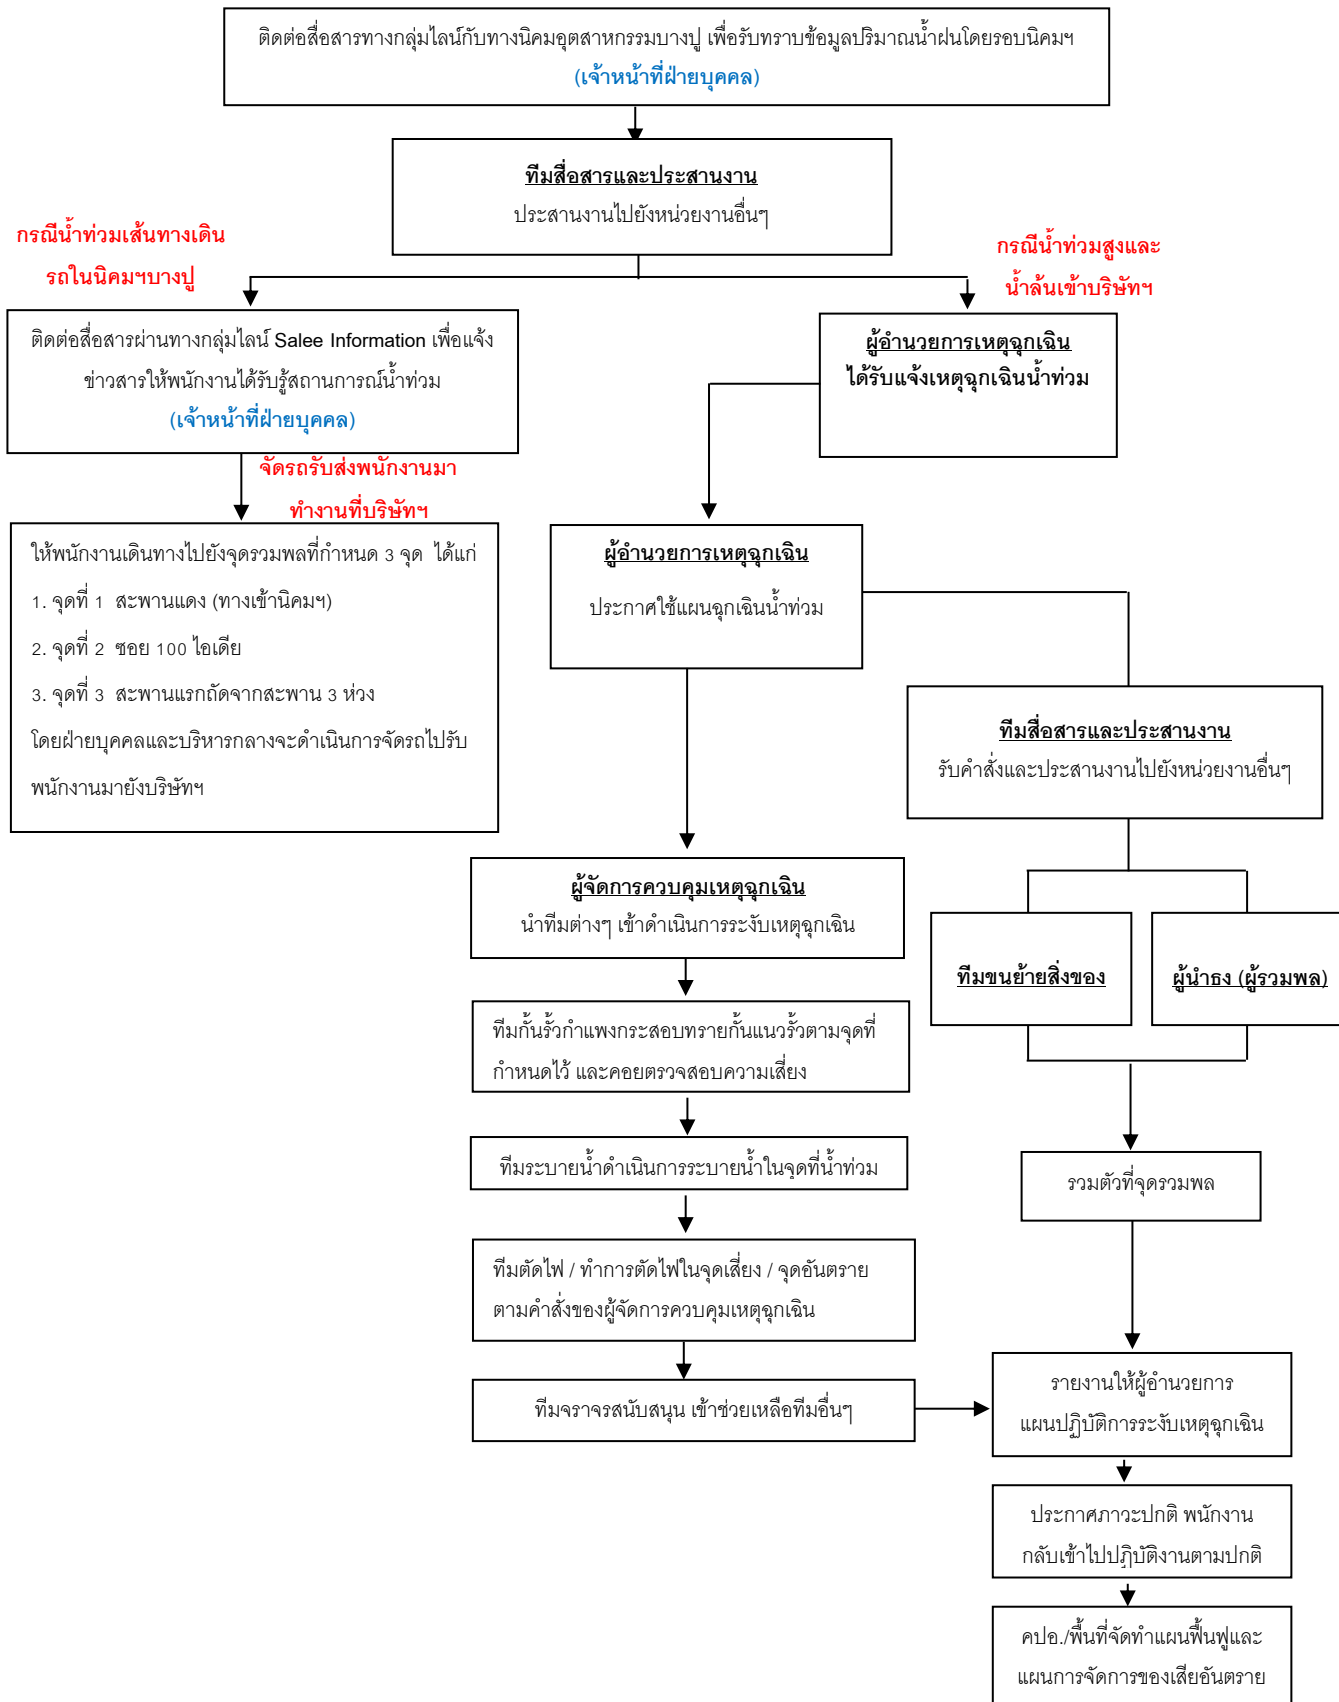 ติดต่อสื่อสารทางกลุ่มไลน์กับทางนิคมอุตสาหกรรมบางปู เพื่อรับทราบข้อมูลปริมาณน้ำฝนโดยรอบนิคมฯ
(เจ้าหน้าที่ฝ่ายบุคคล)
ทีมสื่อสารและประสานงาน
ประสานงานไปยังหน่วยงานอื่นๆ
กรณีน้ำท่วมเส้นทางเดิน
รถในนิคมฯบางปู
กรณีน้ำท่วมสูงและ
น้ำล้นเข้าบริษัทฯ
ติดต่อสื่อสารผ่านทางกลุ่มไลน์ Salee Information เพื่อแจ้ง
ข่าวสารให้พนักงานได้รับรู้สถานการณ์น้ำท่วม
(เจ้าหน้าที่ฝ่ายบุคคล)
ผู้อำนวยการเหตุฉุกเฉิน
ได้รับแจ้งเหตุฉุกเฉินน้ำท่วม
จัดรถรับส่งพนักงานมา
ทำงานที่บริษัทฯ
ให้พนักงานเดินทางไปยังจุดรวมพลที่กำหนด 3 จุด ได้แก่
1. จุดที่ 1 สะพานแดง (ทางเข้านิคมฯ)
2. จุดที่ 2 ซอย 100 ไอเดีย
3. จุดที่ 3 สะพานแรกถัดจากสะพาน 3 ห่วง
โดยฝ่ายบุคคลและบริหารกลางจะดำเนินการจัดรถไปรับ
พนักงานมายังบริษัทฯ
ผู้อำนวยการเหตุฉุกเฉิน
ประกาศใช้แผนฉุกเฉินน้ำท่วม
ทีมสื่อสารและประสานงาน
รับคำสั่งและประสานงานไปยังหน่วยงานอื่นๆ
ผู้จัดการควบคุมเหตุฉุกเฉิน
นำทีมต่างๆ เข้าดำเนินการระงับเหตุฉุกเฉิน
ทีมขนย้ายสิ่งของ
ผู้นำธง (ผู้รวมพล)
ทีมกั้นรั้วกำแพงกระสอบทรายกั้นแนวรั้วตามจุดที่
กำหนดไว้ และคอยตรวจสอบความเสี่ยง
ทีมระบายน้ำดำเนินการระบายน้ำในจุดที่น้ำท่วม
รวมตัวที่จุดรวมพล
ทีมตัดไฟ / ทำการตัดไฟในจุดเสี่ยง / จุดอันตราย
ตามคำสั่งของผู้จัดการควบคุมเหตุฉุกเฉิน
ทีมจราจรสนับสนุน เข้าช่วยเหลือทีมอื่นๆ
รายงานให้ผู้อำนวยการ
แผนปฏิบัติการระงับเหตุฉุกเฉิน
ประกาศภาวะปกติ พนักงาน
กลับเข้าไปปฏิบัติงานตามปกติ
คปอ./พื้นที่จัดทำแผนฟื้นฟูและ
แผนการจัดการของเสียอันตราย